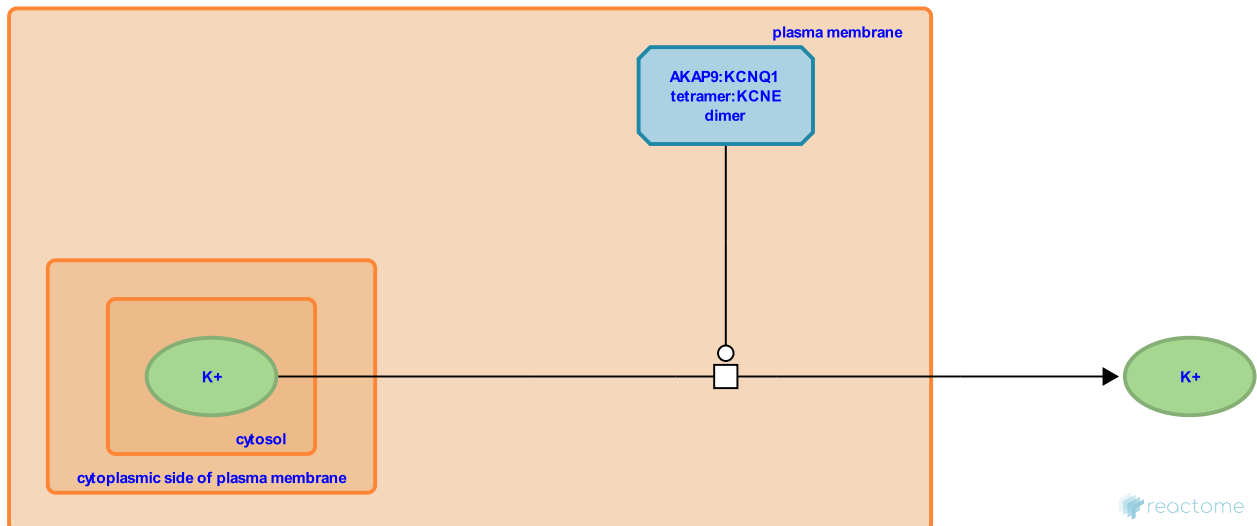 plasma membrane
AKAP9:KCNQ1
tetramer:KCNE
dimer
K+
K+
cytosol
cytoplasmic side of plasma membrane
reactome